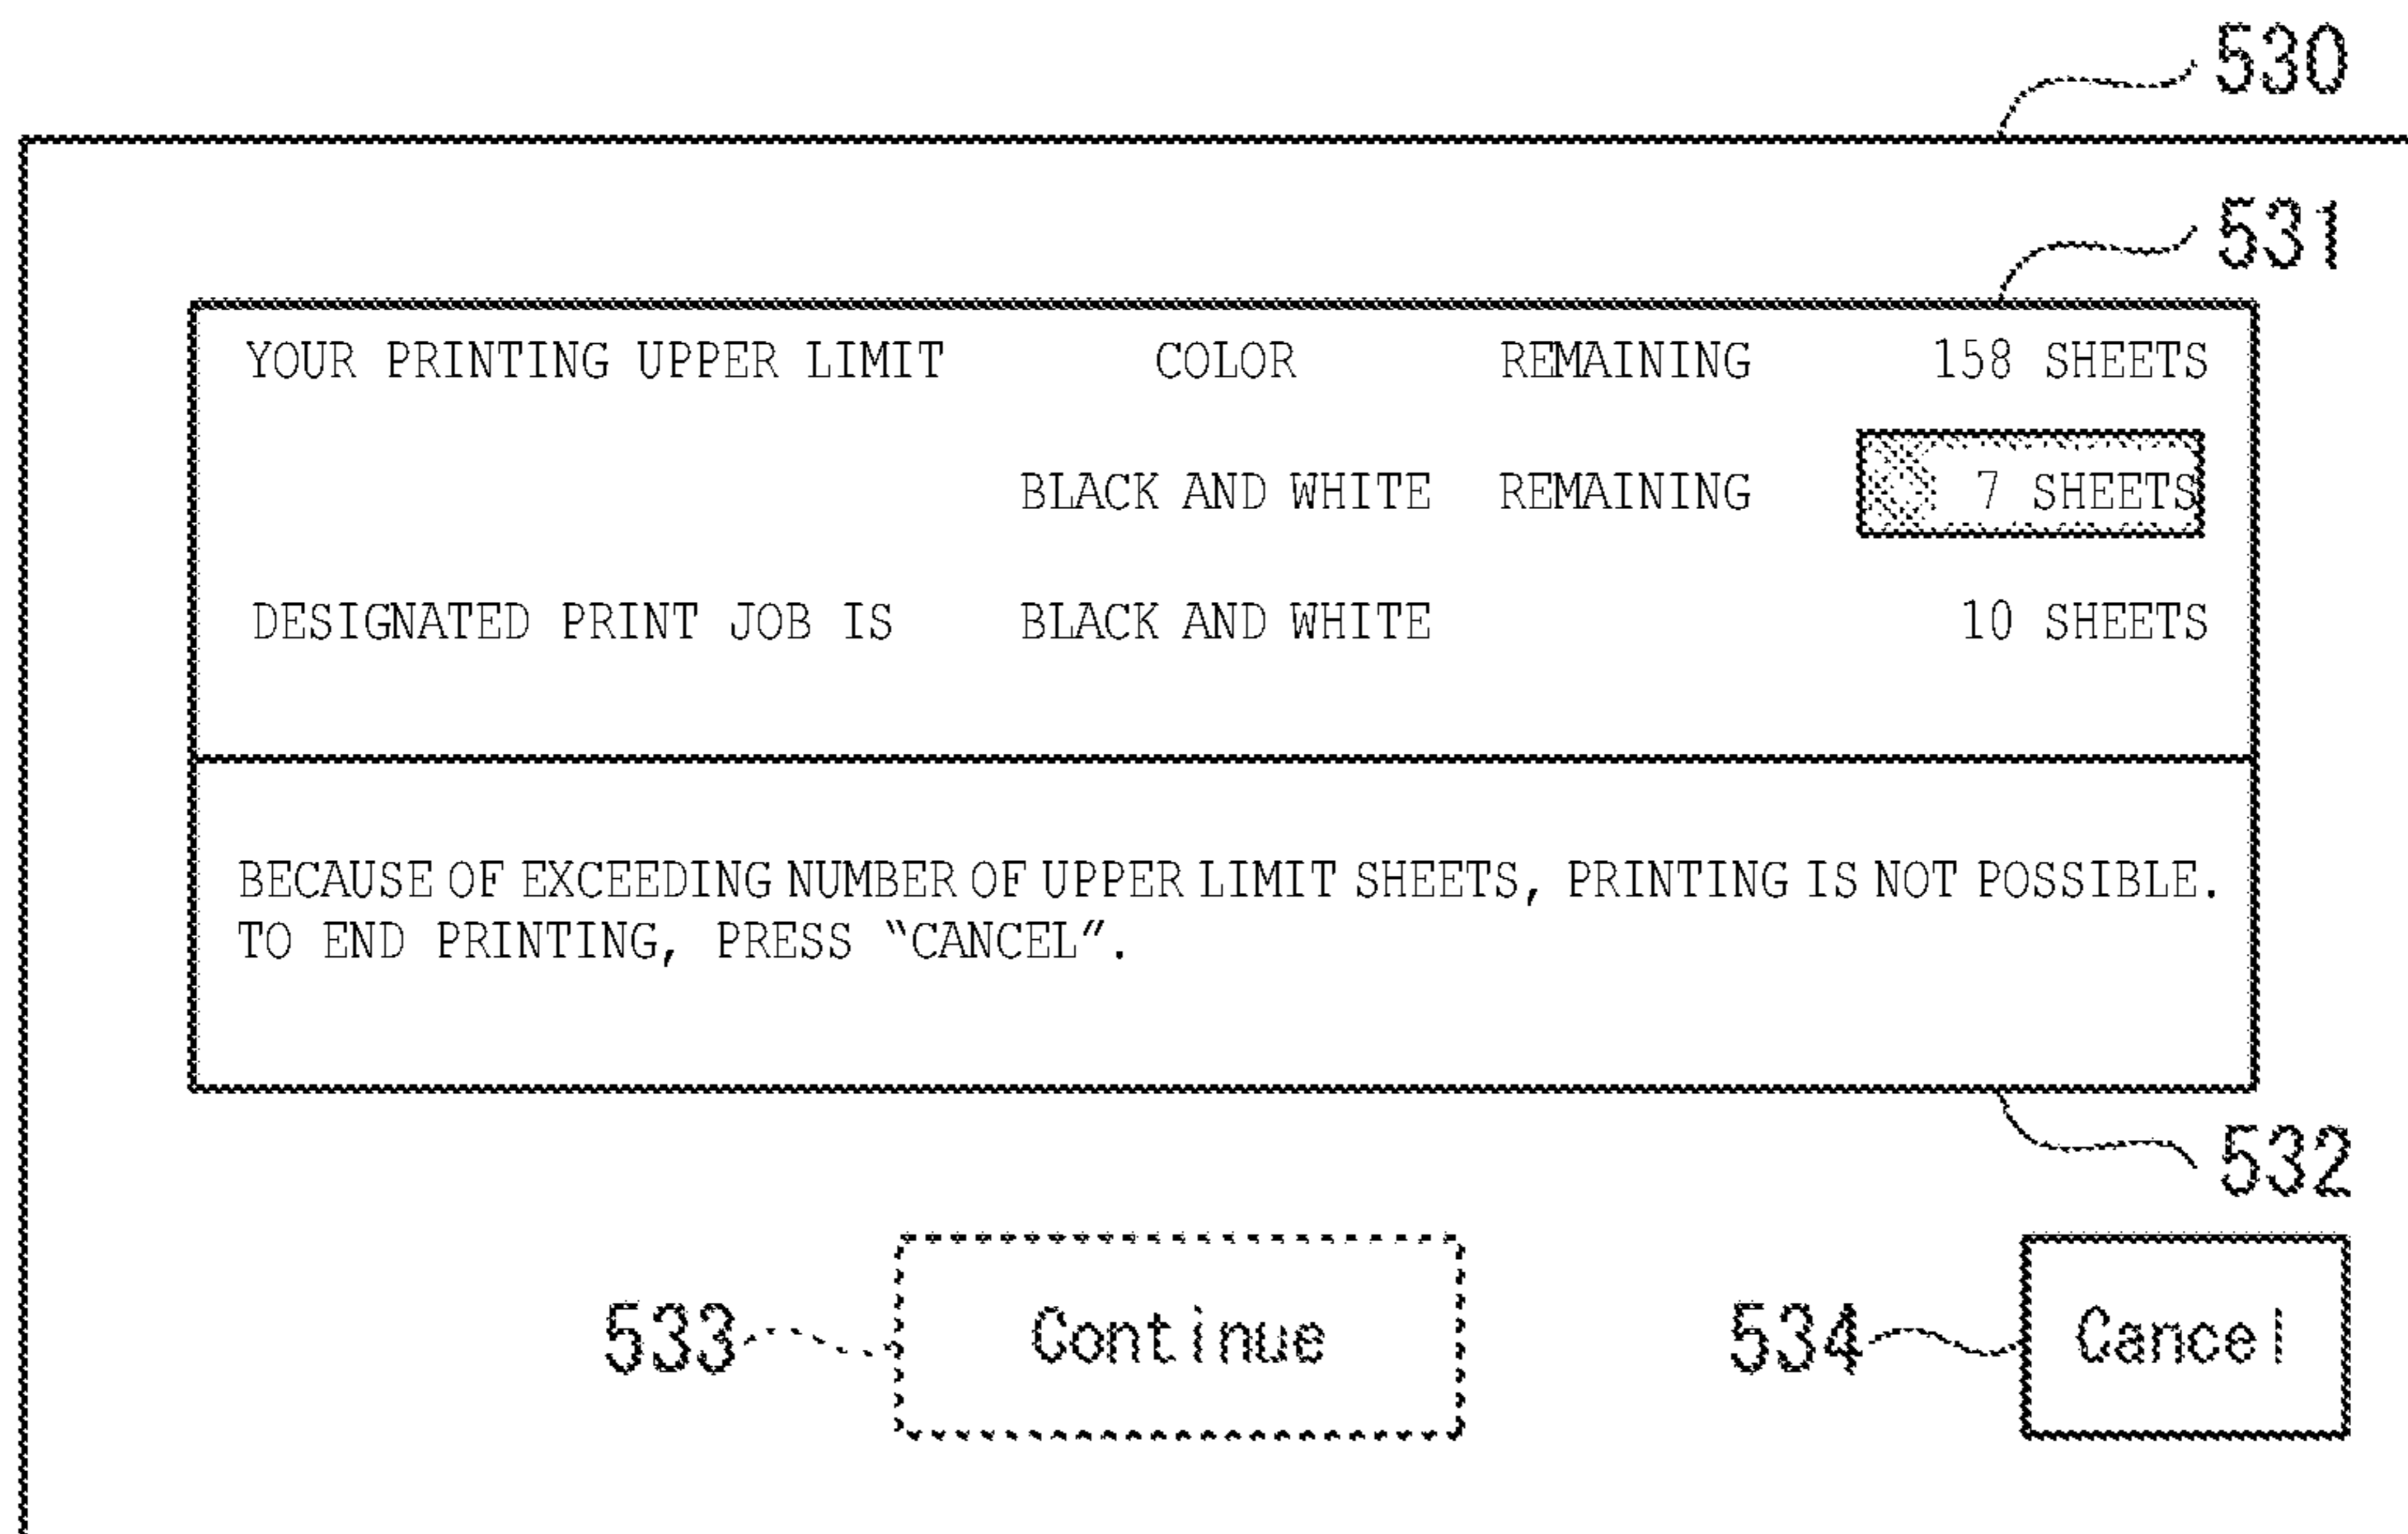 530
531
YOUR PRINTING UPPER LIMIT COLOR REMAINING 158 SHEETS
BLACK AND WHITE REMAINING 7 SHEETS
DESIGNATED PRINT JOB IS BLACK AND WHITE 10 SHEETS
BECAUSE OF EXCEEDING NUMBER OF UPPER LIMIT SHEETS, PRINTING IS NOT POSSIBLE.
TO END PRINTING, PRESS “CANCEL”.
532
533 Continue 534 Cancel